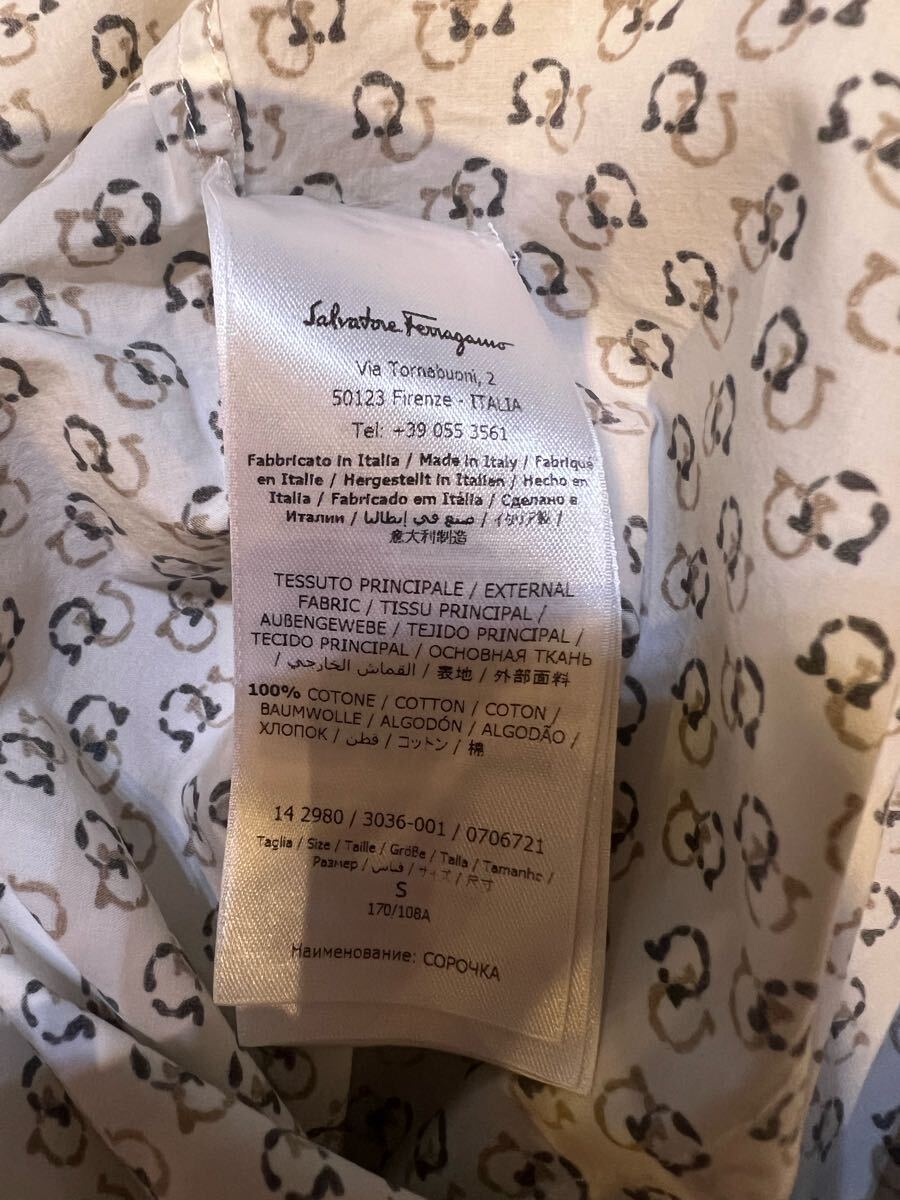 Salvatore Ferragamo
Via Tornabuoni, 2
50123 Firenze - ITALIA
Tel: +39 055 3561
Fabbricato in Italia / Made in Italy / Fabriqué
en Italie / Hergestellt in Italien / Hecho en
Italia / Fabricado em Itália / Сделано в
Италии / صنع في إيطاليا / イタリア製 /
意大利制造
TESSUTO PRINCIPALE / EXTERNAL
FABRIC / TISSU PRINCIPAL /
AUßENGEWEBE / TEJIDO PRINCIPAL /
TECIDO PRINCIPAL / ОСНОВНАЯ ТКАНЬ
/ القماش الخارجي / 表地 / 外部面料
100% COTONE / COTTON / COTON /
BAUMWOLLE / ALGODÓN / ALGODÃO /
ХЛОПОК / قطن / コットン / 棉
14 2980 / 3036-001 / 0706721
Taglia / Size / Taille / Größe / Talla / Tamanho /
Размер / قياس / サイズ / 尺寸
S
170/108A
Наименование: СОРОЧКА